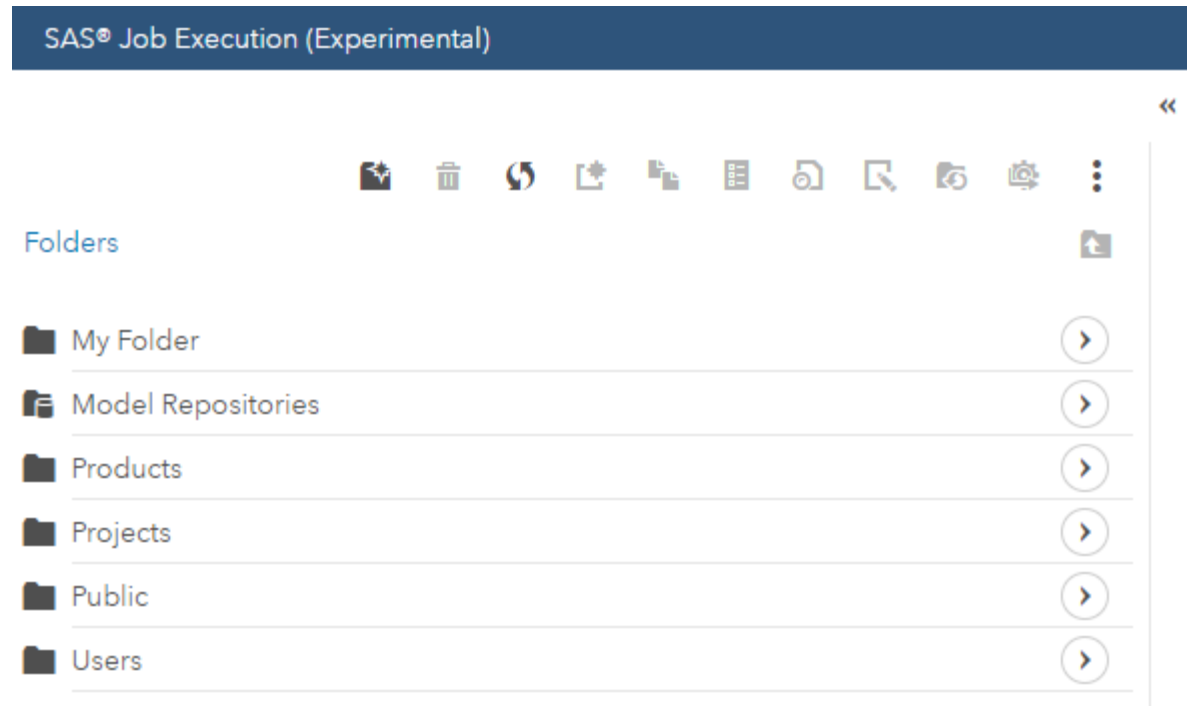 SAS® Job Execution (Experimental)
Folders
My Folder
Model Repositories
Products
Projects
Public
Users